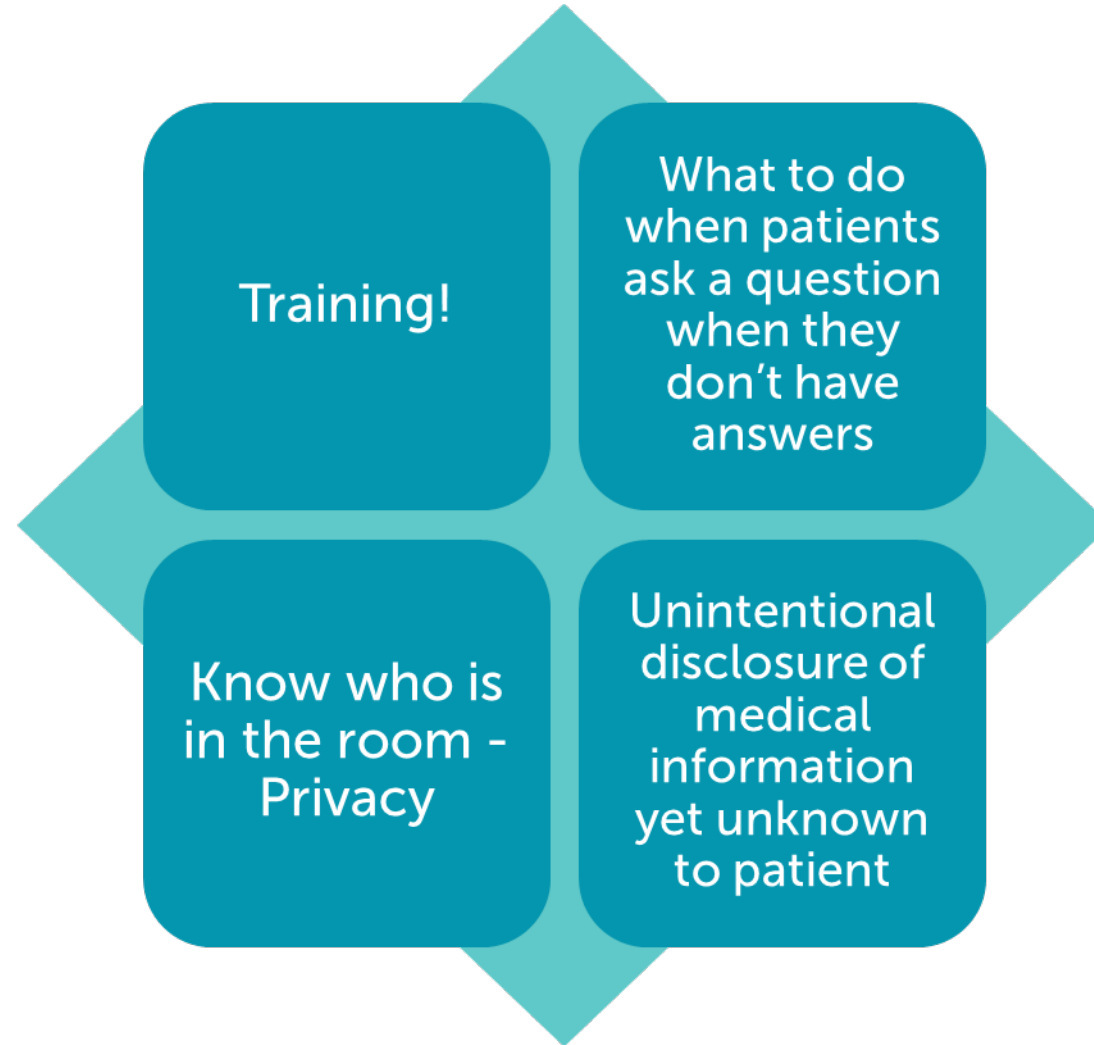 Training!
What to do
when patients
ask a question
when they
don’t have
answers
Know who is
in the room -
Privacy
Unintentional
disclosure of
medical
information
yet unknown
to patient